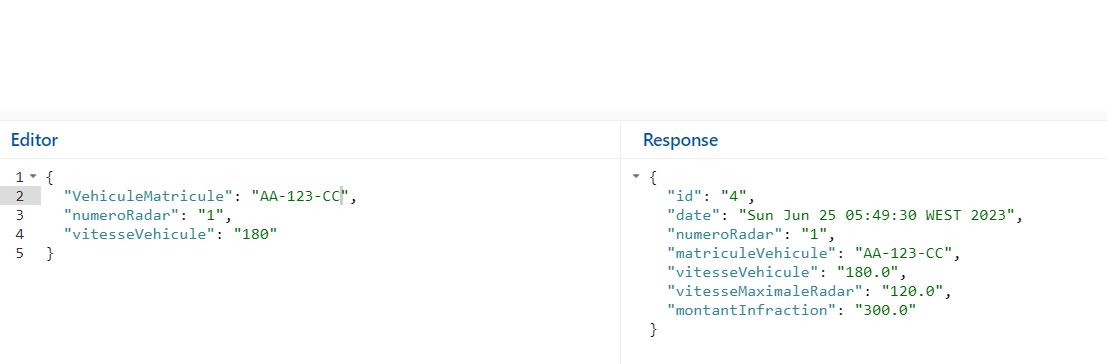 Editor
1 {
2 "VehiculeMatricule": "AA-123-CC",
3 "numeroRadar": "1",
4 "vitesseVehicule": "180"
5 }
Response
{
"id": "4",
"date": "Sun Jun 25 05:49:30 WEST 2023",
"numeroRadar": "1",
"matriculeVehicule": "AA-123-CC",
"vitesseVehicule": "180.0",
"vitesseMaximaleRadar": "120.0",
"montantInfraction": "300.0"
}